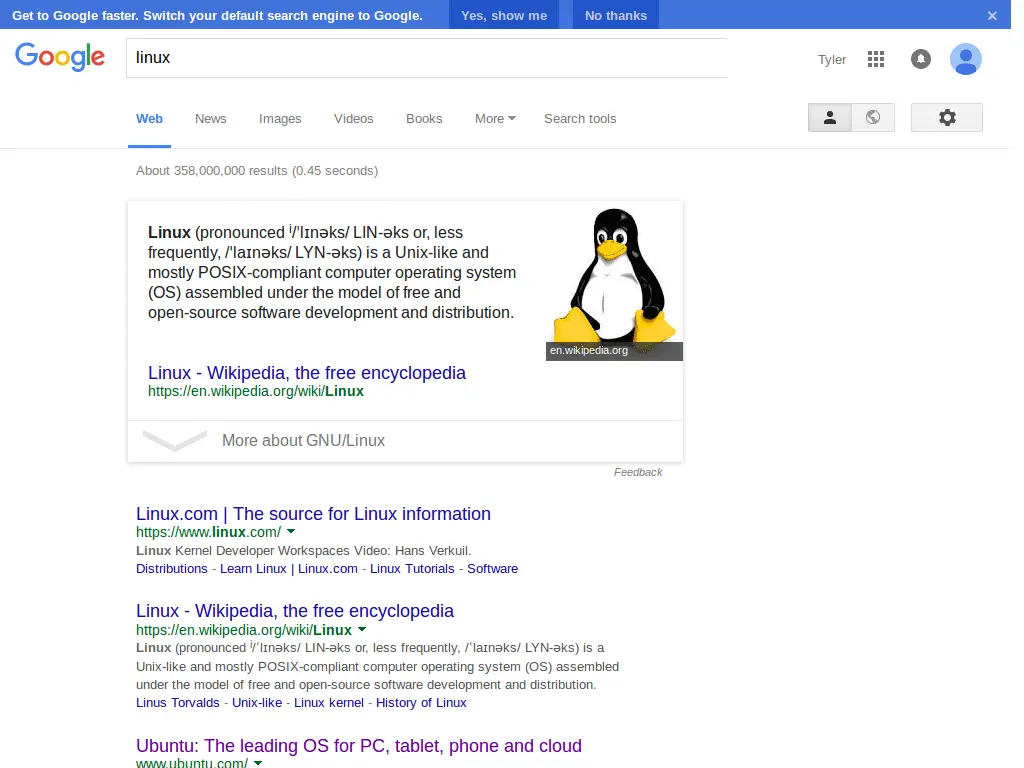 Get to Google faster. Switch your default search engine to Google. Yes, show me No thanks ×
Google linux Tyler
Web News Images Videos Books More Search tools
About 358,000,000 results (0.45 seconds)
Linux (pronounced i/ˈlɪnəks/ LIN-əks or, less
frequently, /ˈlaɪnəks/ LYN-əks) is a Unix-like and
mostly POSIX-compliant computer operating system
(OS) assembled under the model of free and
open-source software development and distribution.
en.wikipedia.org
Linux - Wikipedia, the free encyclopedia
https://en.wikipedia.org/wiki/Linux
More about GNU/Linux
Feedback
Linux.com | The source for Linux information
https://www.linux.com/
Linux Kernel Developer Workspaces Video: Hans Verkuil.
Distributions - Learn Linux | Linux.com - Linux Tutorials - Software
Linux - Wikipedia, the free encyclopedia
https://en.wikipedia.org/wiki/Linux
Linux (pronounced i/ˈlɪnəks/ LIN-əks or, less frequently, /ˈlaɪnəks/ LYN-əks) is a
Unix-like and mostly POSIX-compliant computer operating system (OS) assembled
under the model of free and open-source software development and distribution.
Linus Torvalds - Unix-like - Linux kernel - History of Linux
Ubuntu: The leading OS for PC, tablet, phone and cloud
www.ubuntu.com/